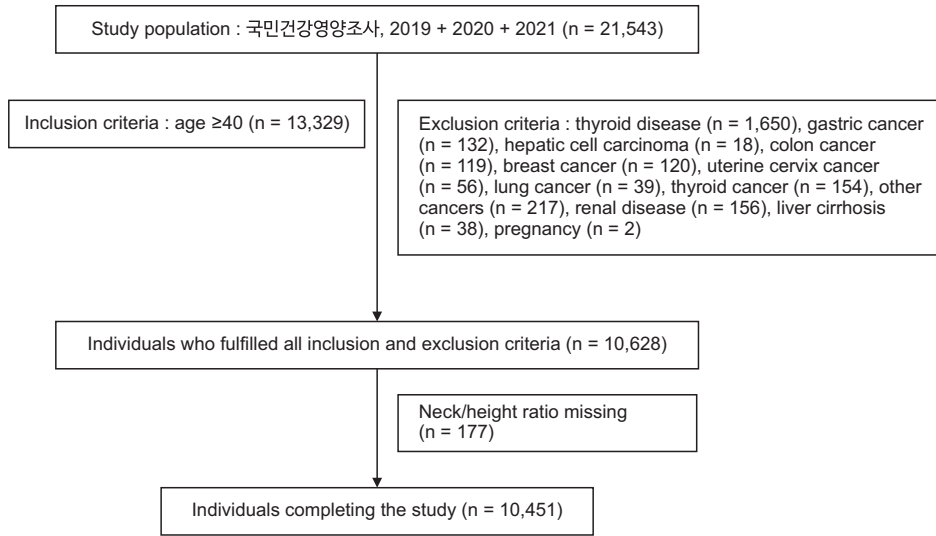 Study population : 국민건강영양조사, 2019 + 2020 + 2021 (n = 21,543)
Inclusion criteria : age ≥40 (n = 13,329)
Exclusion criteria : thyroid disease (n = 1,650), gastric cancer
(n = 132), hepatic cell carcinoma (n = 18), colon cancer
(n = 119), breast cancer (n = 120), uterine cervix cancer
(n = 56), lung cancer (n = 39), thyroid cancer (n = 154), other
cancers (n = 217), renal disease (n = 156), liver cirrhosis
(n = 38), pregnancy (n = 2)
Individuals who fulfilled all inclusion and exclusion criteria (n = 10,628)
Neck/height ratio missing
(n = 177)
Individuals completing the study (n = 10,451)